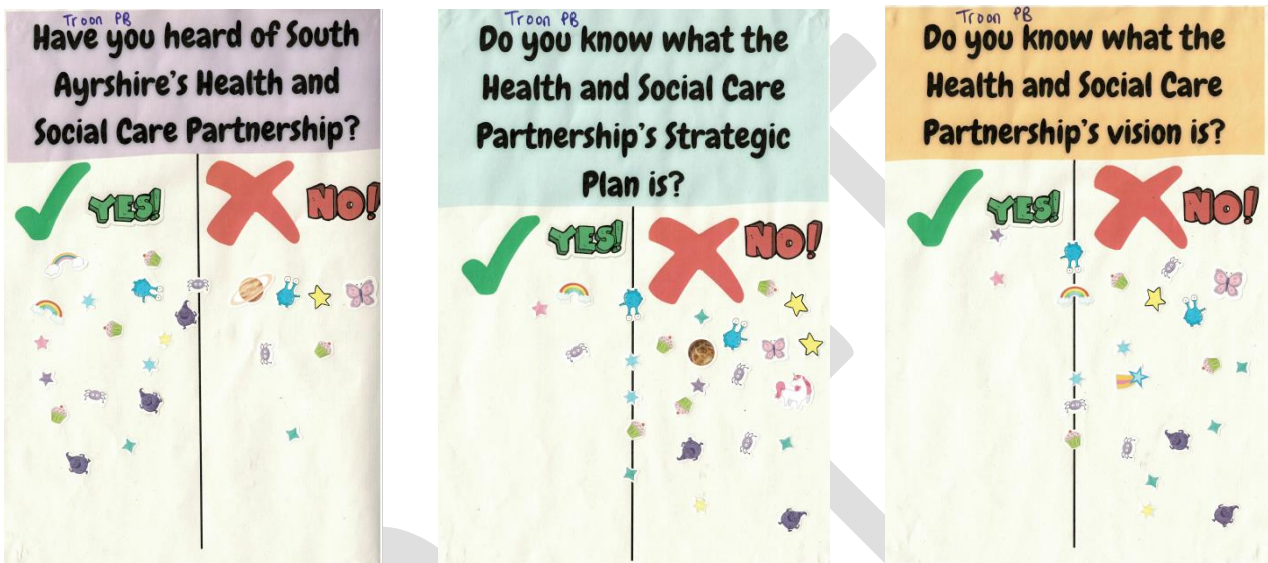 Troon PB
Have you heard of South
Ayrshire's Health and
Social Care Partnership?
YES!
NO!
Troon PB
Do you know what the
Health and Social Care
Partnership's Strategic
Plan is?
YES!
NO!
Troon PB
Do you know what the
Health and Social Care
Partnership's vision is?
YES!
NO!